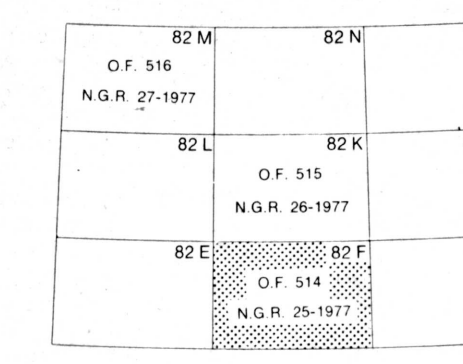 82 M 82 N
O.F. 516
N.G.R. 27-1977
82 L 82 K
O.F. 515
N.G.R. 26-1977
82 E 82 F
O.F. 514
N.G.R. 25-1977